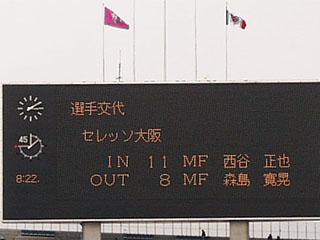 選手交代
セレッソ大阪
IN 11 MF 西谷 正也
OUT 8 MF 森島 寛晃
45
8:22.